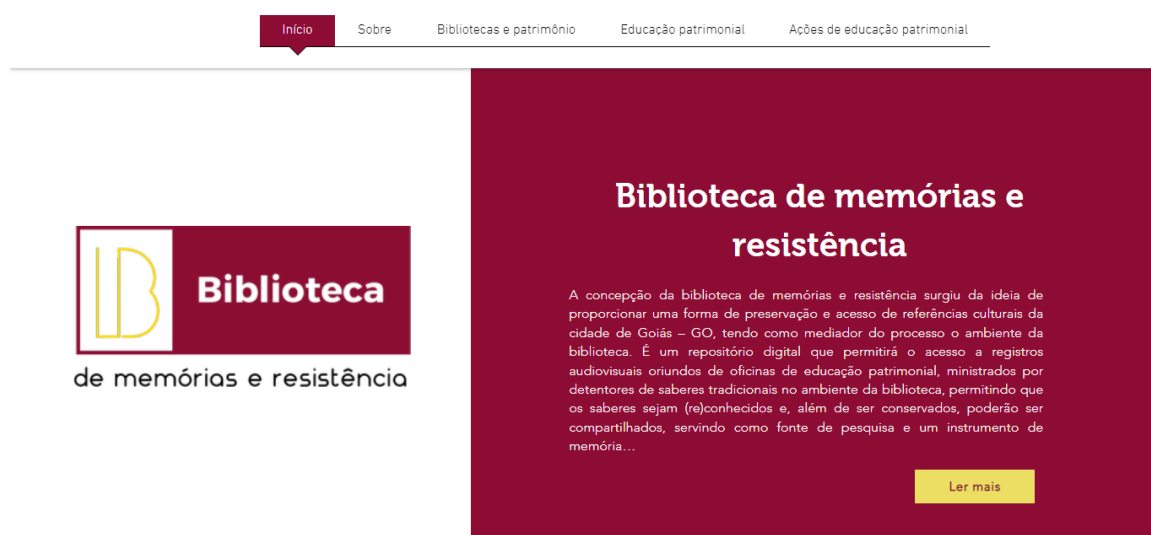 Início Sobre Bibliotecas e patrimônio Educação patrimonial Ações de educação patrimonial
B Biblioteca
de memórias e resistência
Biblioteca de memórias e
resistência
A concepção da biblioteca de memórias e resistência surgiu da ideia de
proporcionar uma forma de preservação e acesso de referências culturais da
cidade de Goiás – GO, tendo como mediador do processo o ambiente da
biblioteca. É um repositório digital que permitirá o acesso a registros
audiovisuais oriundos de oficinas de educação patrimonial, ministrados por
detentores de saberes tradicionais no ambiente da biblioteca, permitindo que
os saberes sejam (re)conhecidos e, além de ser conservados, poderão ser
compartilhados, servindo como fonte de pesquisa e um instrumento de
memória…
Ler mais